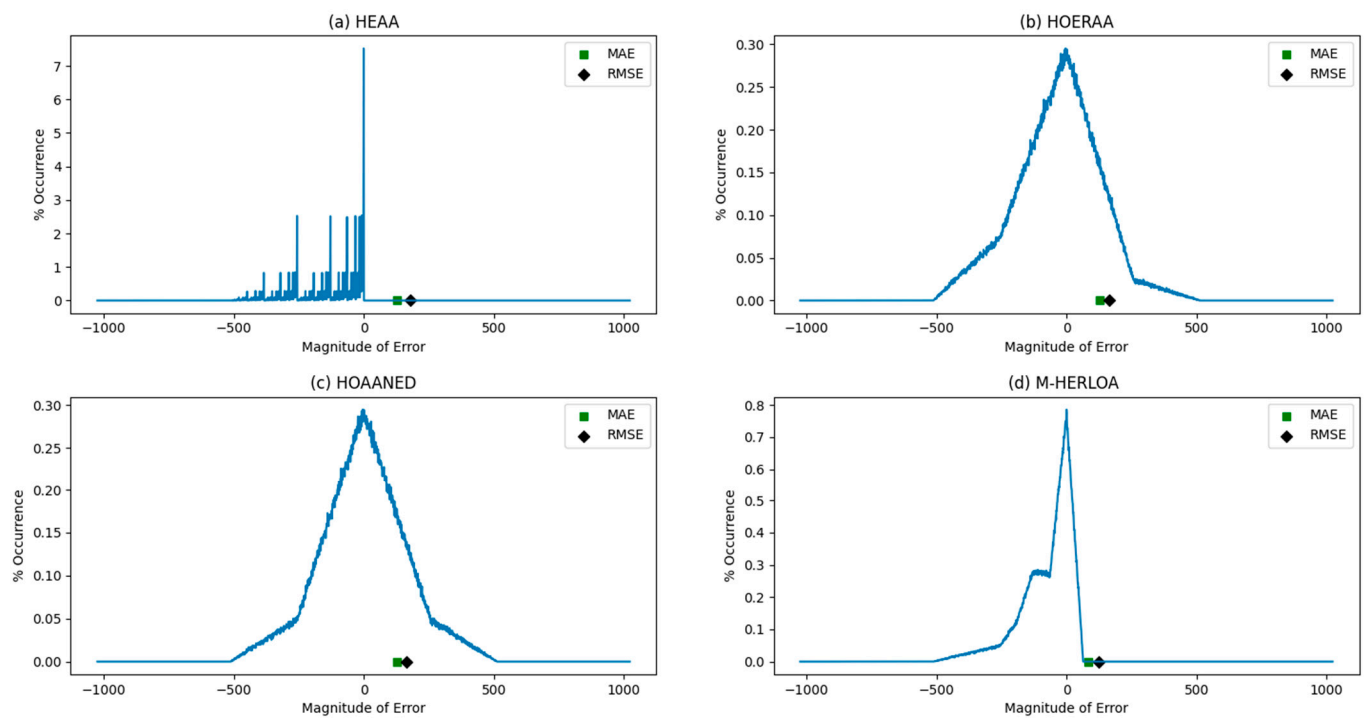 (a) HEAA
% Occurrence
7
6
5
4
3
2
1
0
MAE
RMSE
−1000 −500 0 500 1000
Magnitude of Error
(b) HOERAA
% Occurrence
0.30
0.25
0.20
0.15
0.10
0.05
0.00
MAE
RMSE
−1000 −500 0 500 1000
Magnitude of Error
(c) HOAANED
% Occurrence
0.30
0.25
0.20
0.15
0.10
0.05
0.00
MAE
RMSE
−1000 −500 0 500 1000
Magnitude of Error
(d) M-HERLOA
% Occurrence
0.8
0.7
0.6
0.5
0.4
0.3
0.2
0.1
0.0
MAE
RMSE
−1000 −500 0 500 1000
Magnitude of Error